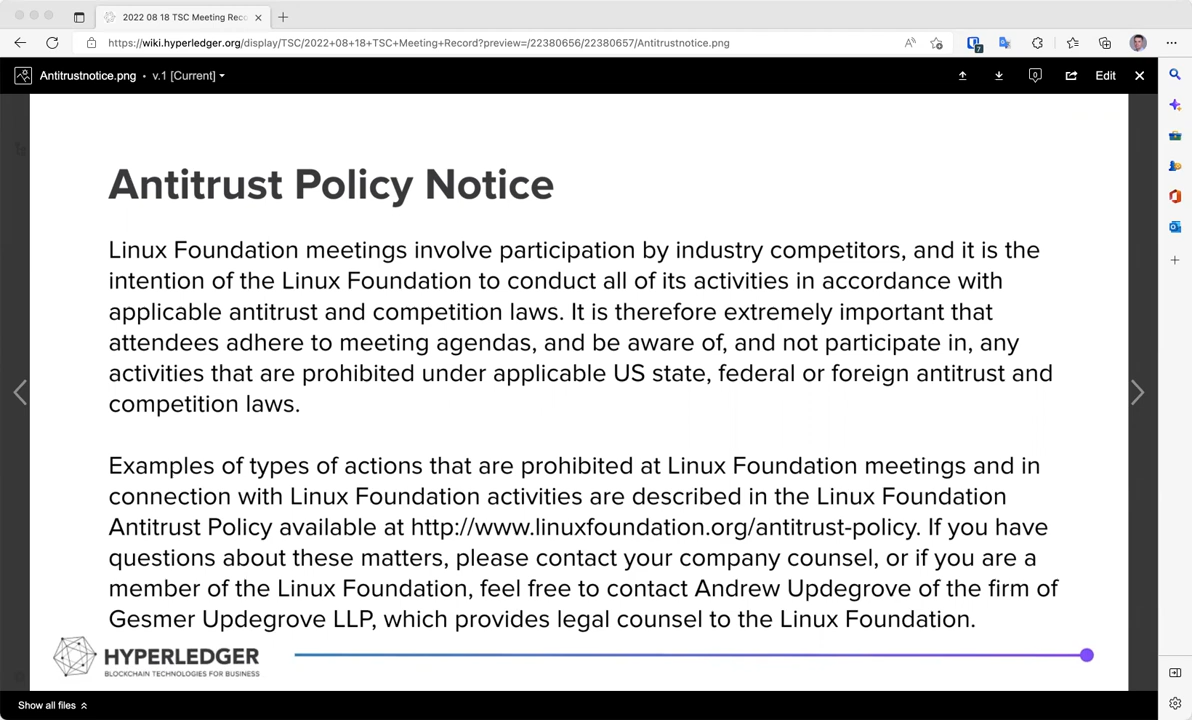 2022 08 18 TSC Meeting Reco
https://wiki.hyperledger.org/display/TSC/2022+08+18+TSC+Meeting+Record?preview=/22380656/22380657/Antitrustnotice.png
7
Antitrustnotice.png • v.1 [Current]
0
Edit
Antitrust Policy Notice
Linux Foundation meetings involve participation by industry competitors, and it is the
intention of the Linux Foundation to conduct all of its activities in accordance with
applicable antitrust and competition laws. It is therefore extremely important that
attendees adhere to meeting agendas, and be aware of, and not participate in, any
activities that are prohibited under applicable US state, federal or foreign antitrust and
competition laws.
Examples of types of actions that are prohibited at Linux Foundation meetings and in
connection with Linux Foundation activities are described in the Linux Foundation
Antitrust Policy available at http://www.linuxfoundation.org/antitrust-policy. If you have
questions about these matters, please contact your company counsel, or if you are a
member of the Linux Foundation, feel free to contact Andrew Updegrove of the firm of
Gesmer Updegrove LLP, which provides legal counsel to the Linux Foundation.
HYPERLEDGER
BLOCKCHAIN TECHNOLOGIES FOR BUSINESS
Show all files